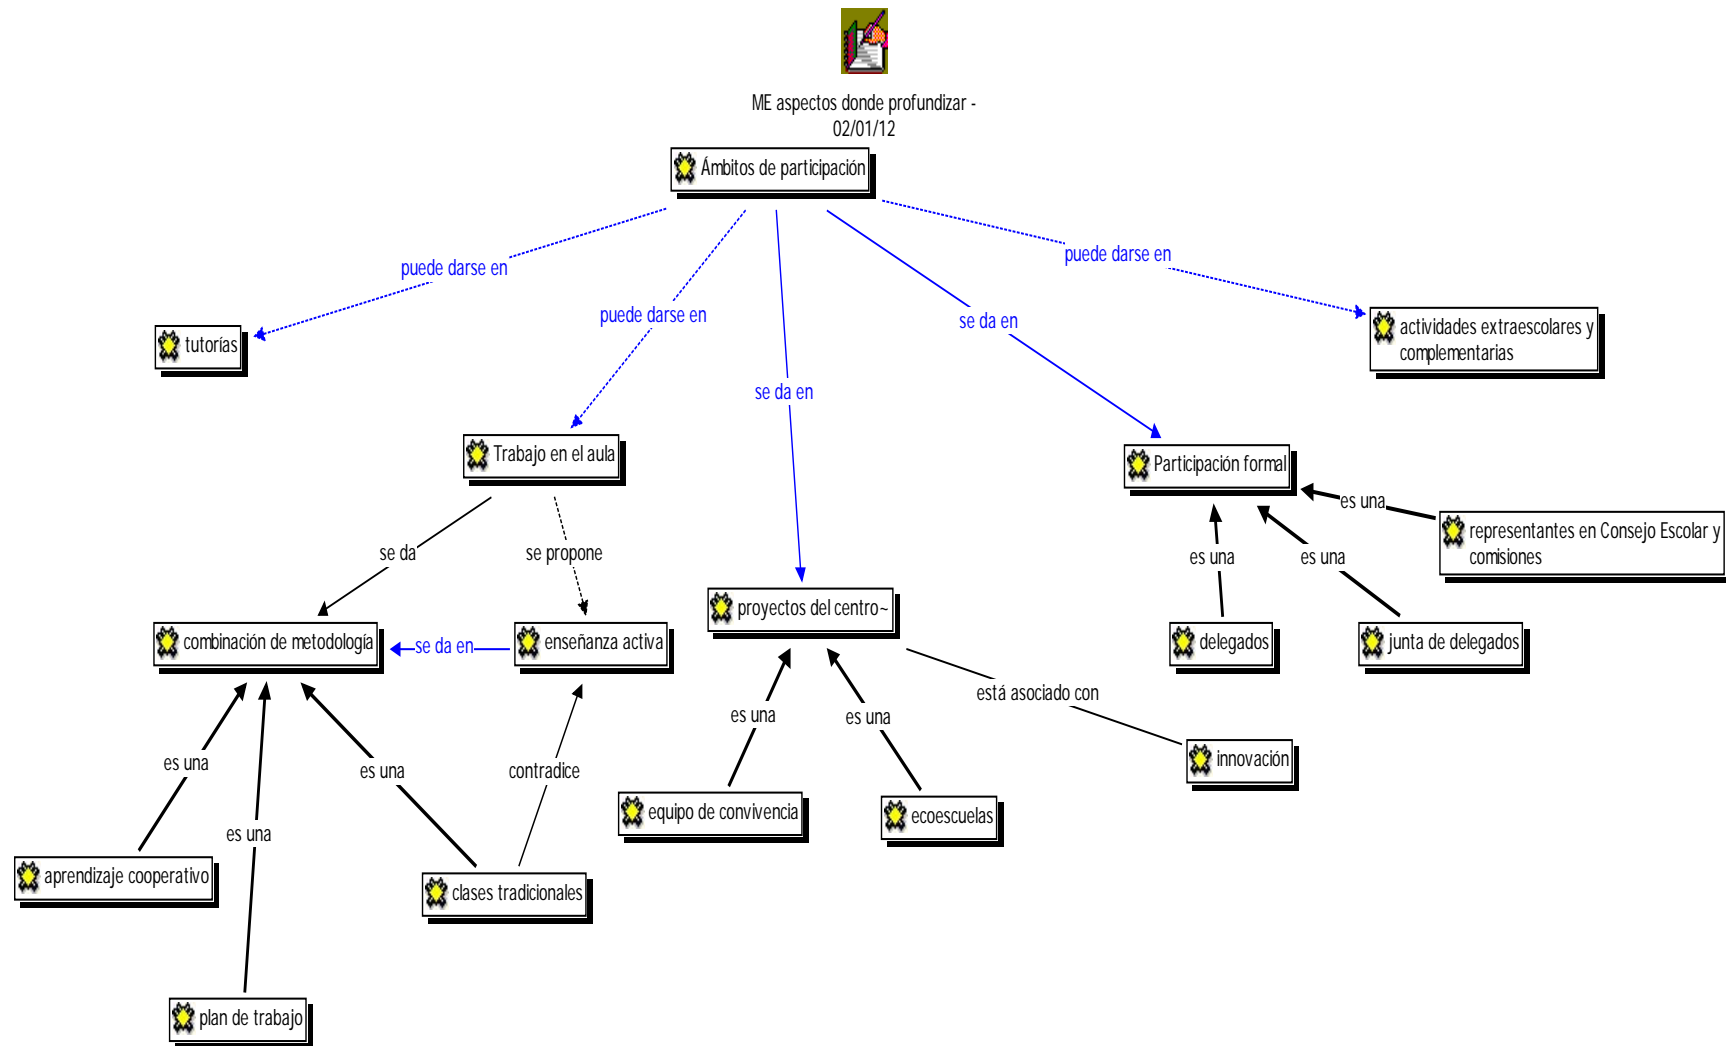 ME aspectos donde profundizar -
02/01/12
Ámbitos de participación
puede darse en
puede darse en
puede darse en
se da en
se da en
tutorías
actividades extraescolares y
complementarias
Trabajo en el aula
Participación formal
es una
representantes en Consejo Escolar y
comisiones
se da
se propone
es una
es una
proyectos del centro~
combinación de metodología
se da en
enseñanza activa
delegados
junta de delegados
está asociado con
es una
es una
innovación
es una
es una
contradice
equipo de convivencia
ecoescuelas
es una
aprendizaje cooperativo
clases tradicionales
plan de trabajo